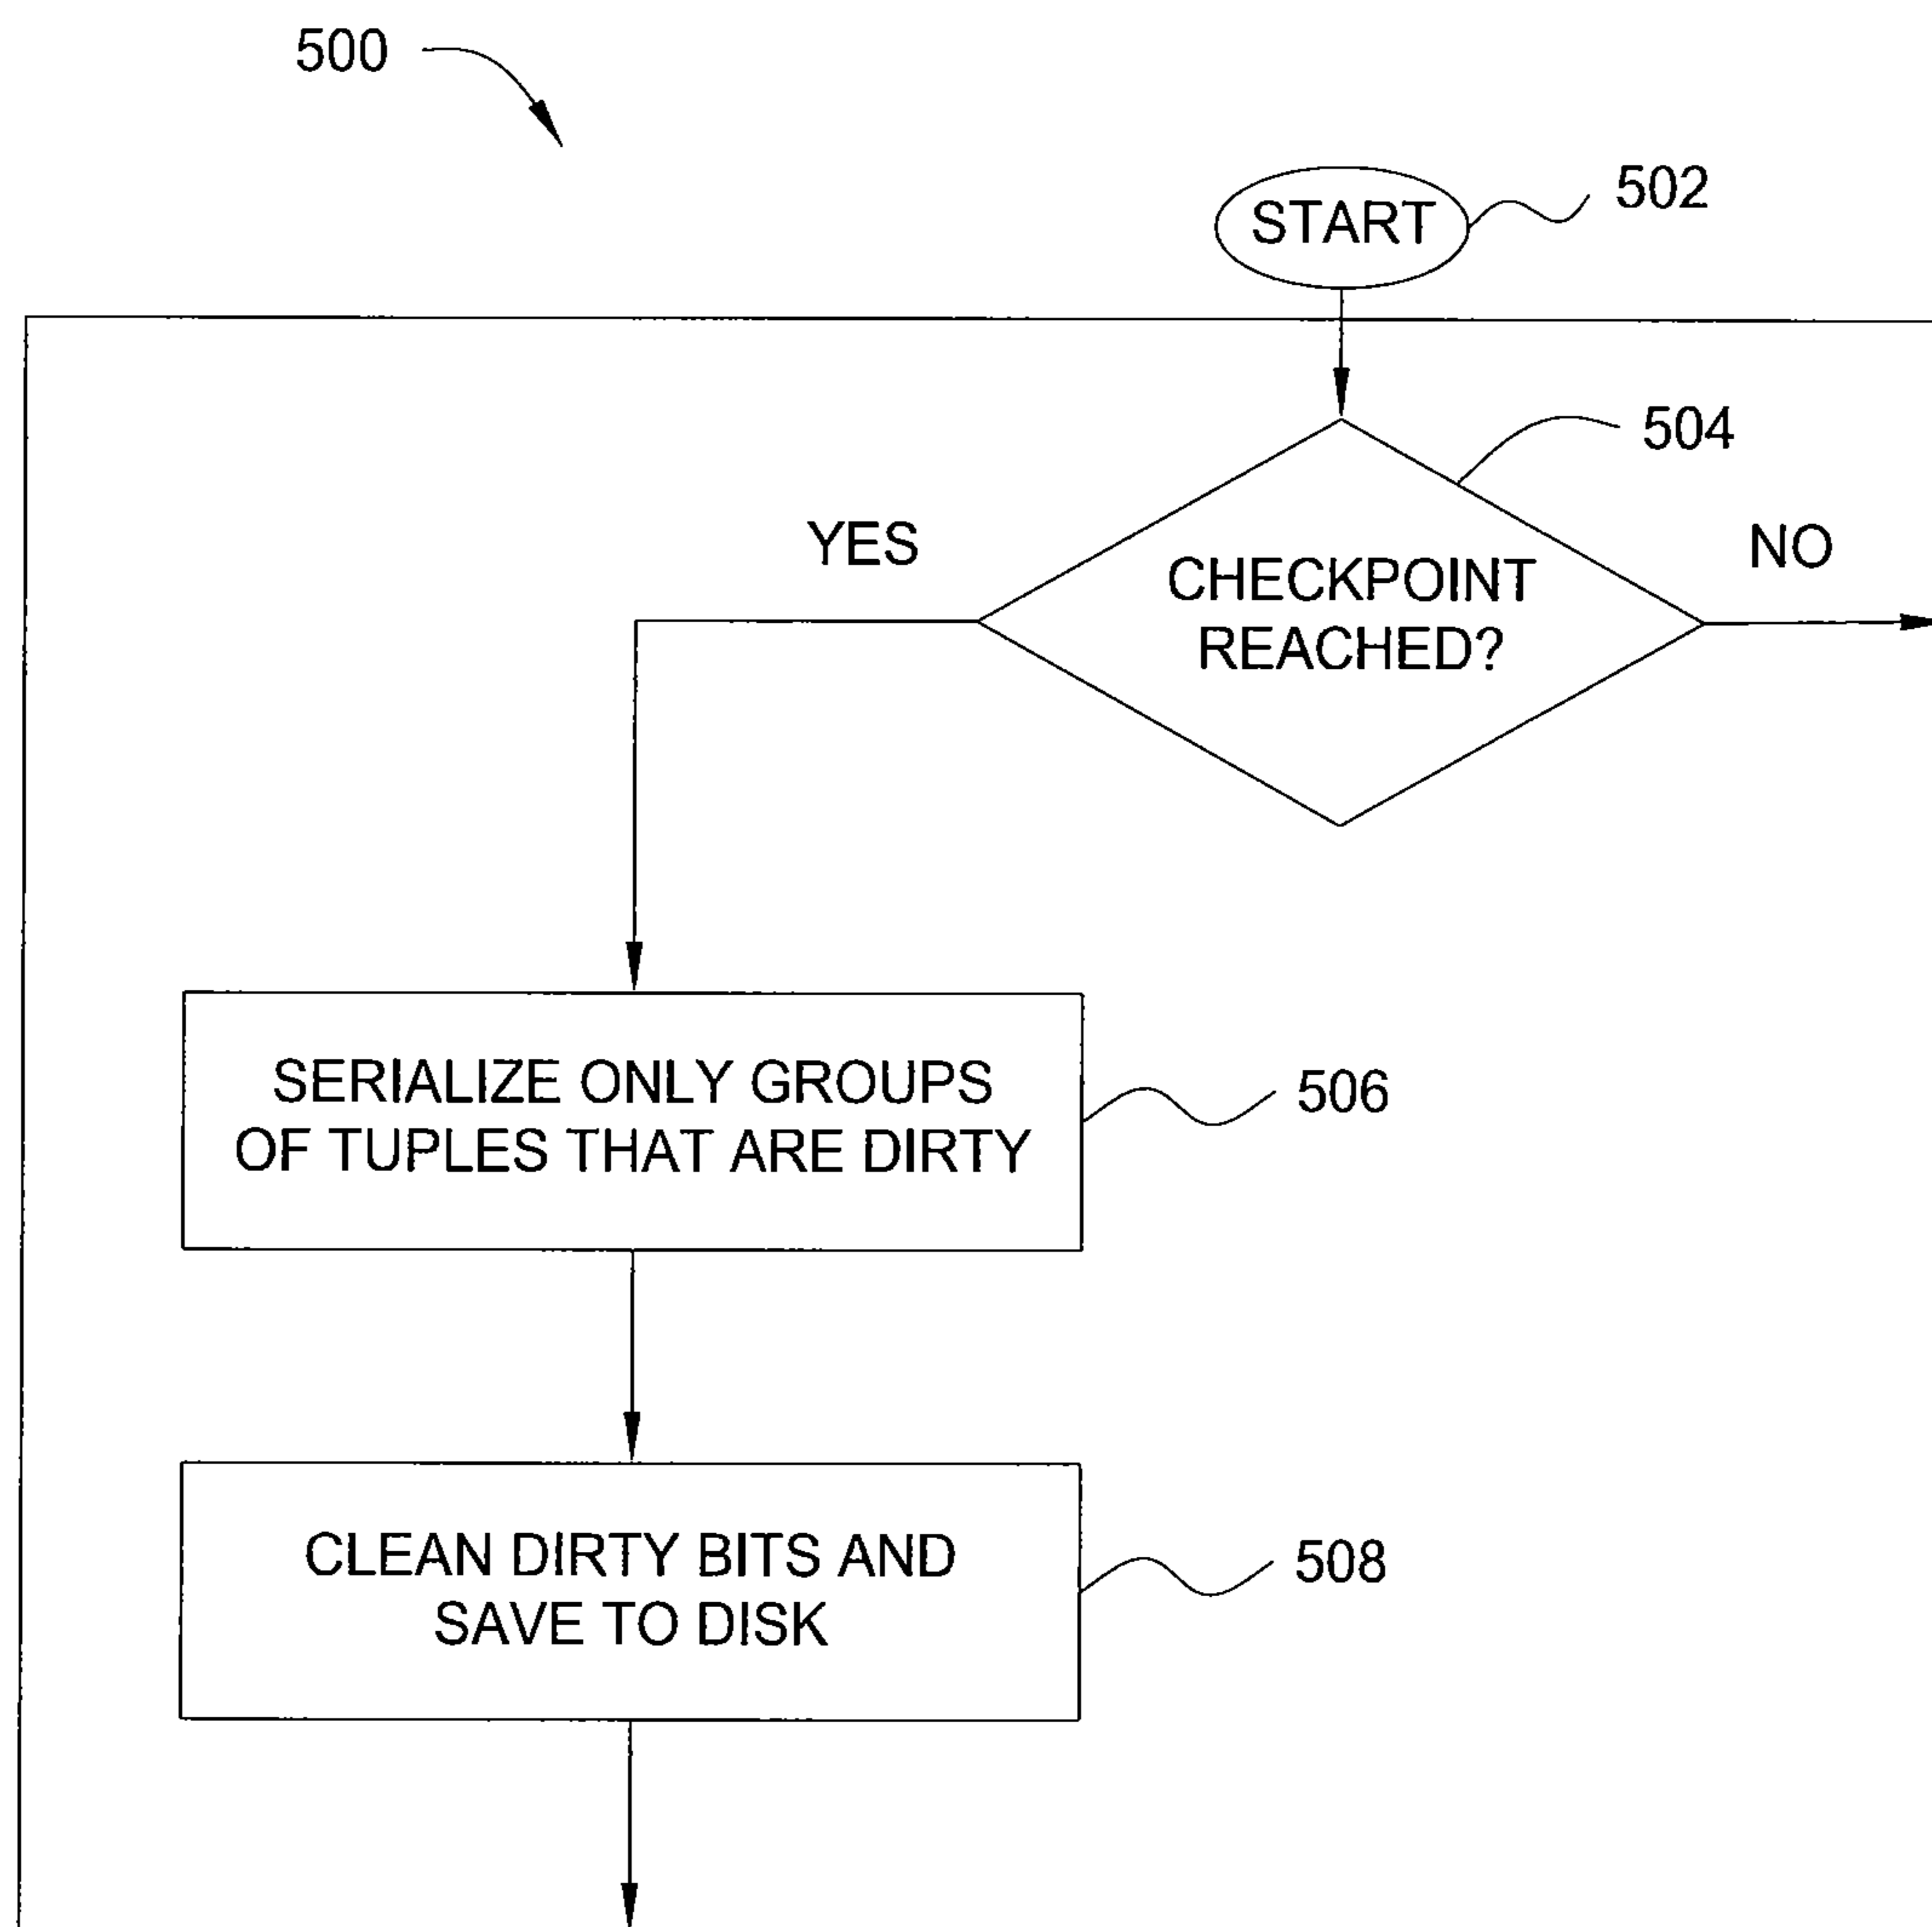 500
START
502
504
YES
NO
CHECKPOINT
REACHED?
SERIALIZE ONLY GROUPS
OF TUPLES THAT ARE DIRTY
506
CLEAN DIRTY BITS AND
SAVE TO DISK
508